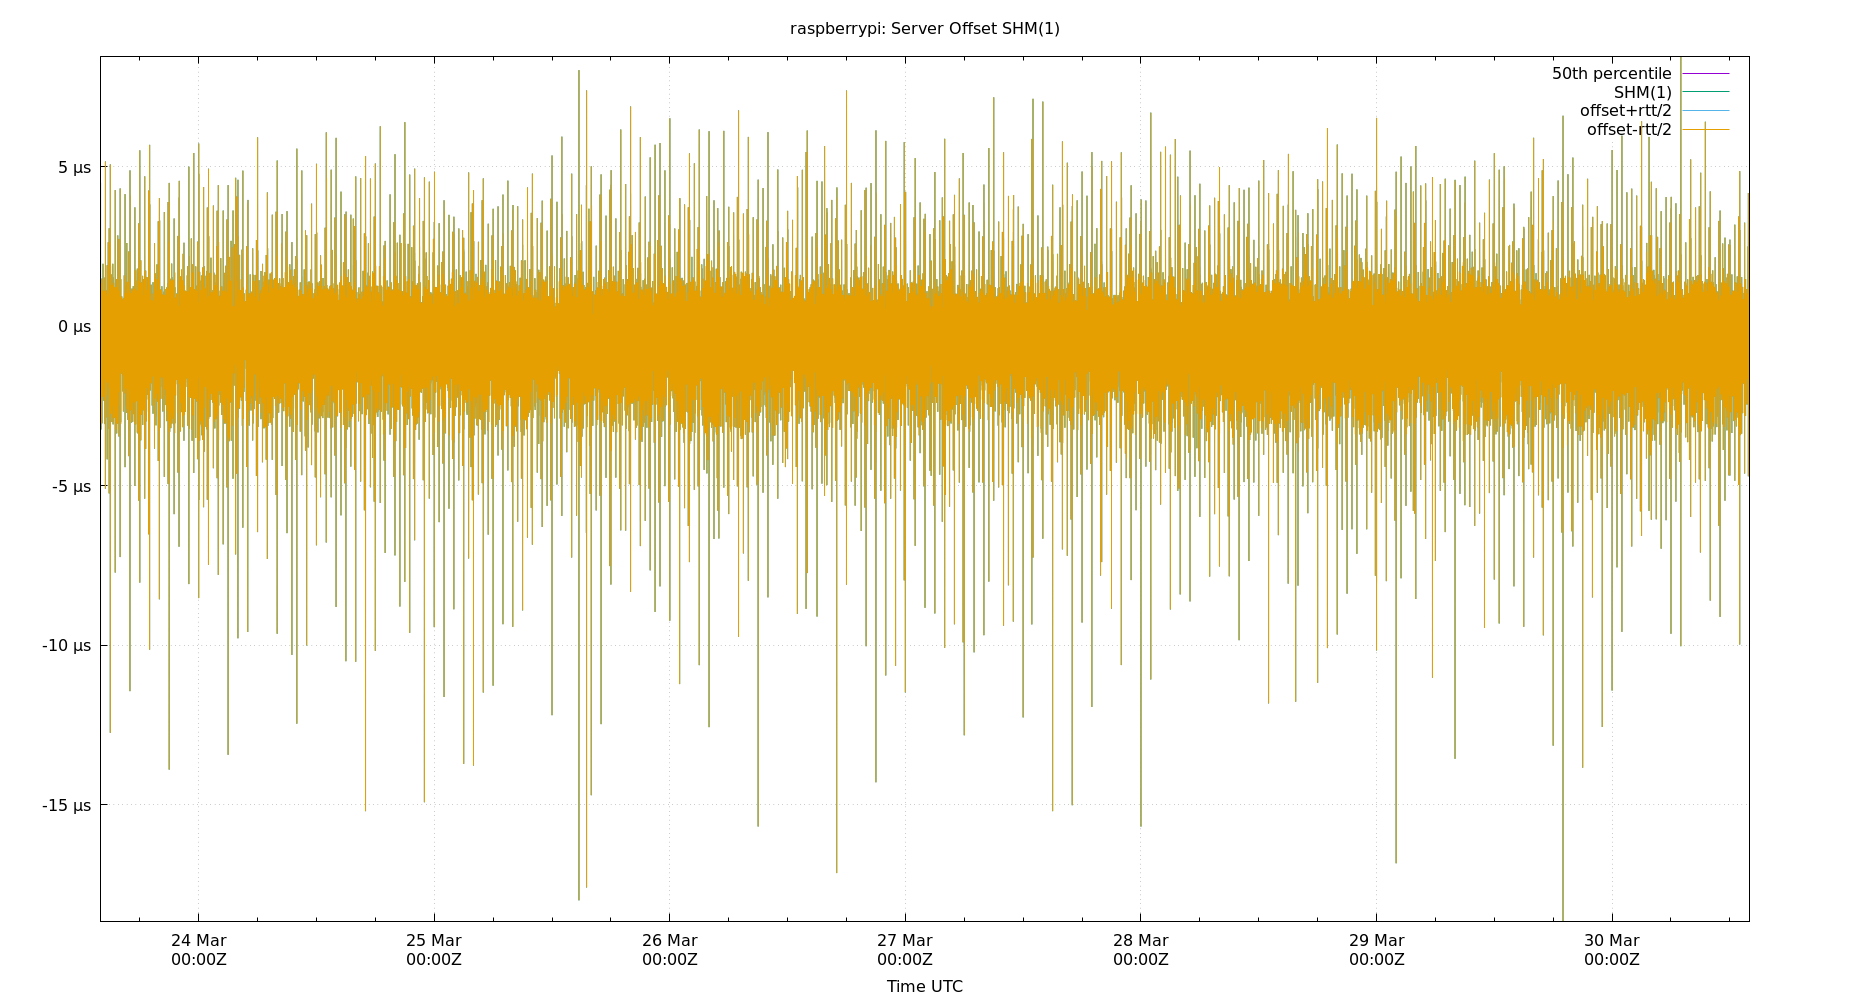 raspberrypi: Server Offset SHM(1)
50th percentile
SHM(1)
offset+rtt/2
offset-rtt/2
5 µs
0 µs
-5 µs
-10 µs
-15 µs
24 Mar
00:00Z
25 Mar
00:00Z
26 Mar
00:00Z
27 Mar
00:00Z
28 Mar
00:00Z
29 Mar
00:00Z
30 Mar
00:00Z
Time UTC